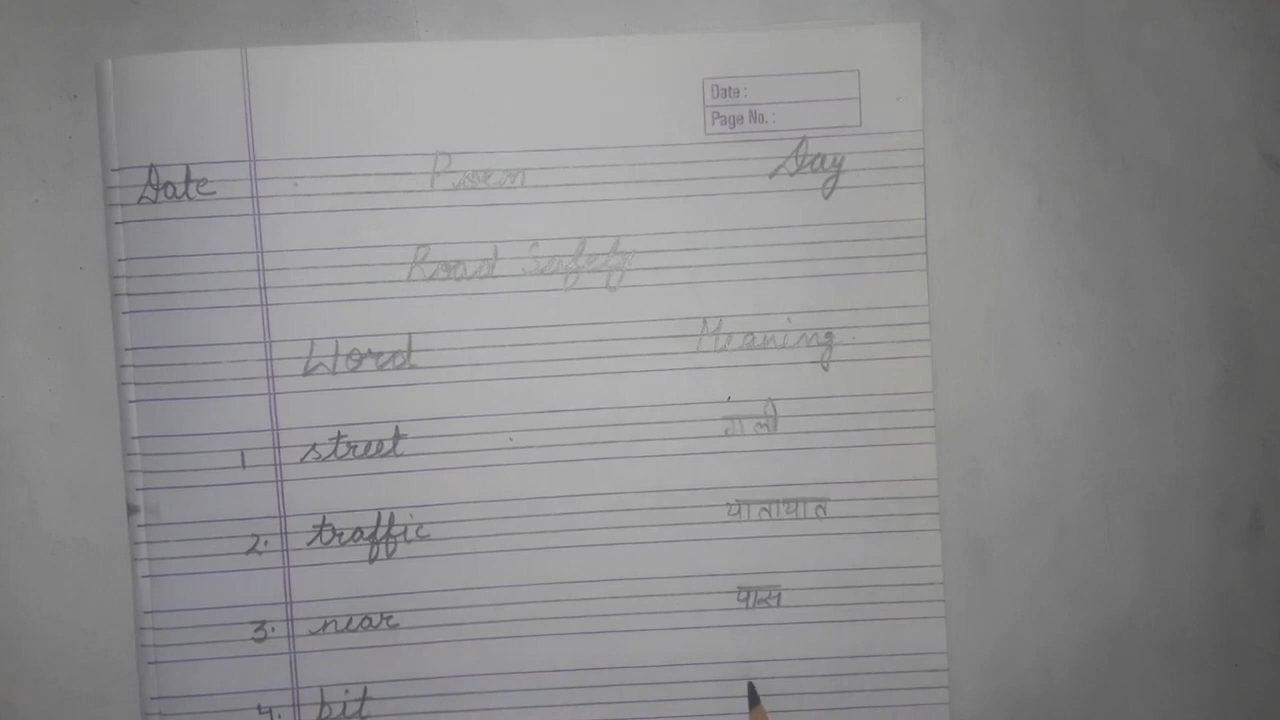 Date :
Page No. :
Date Poem Day
Road Safety
Word Meaning
1 street गली
2. traffic यातायात
3. near पास
4. bit